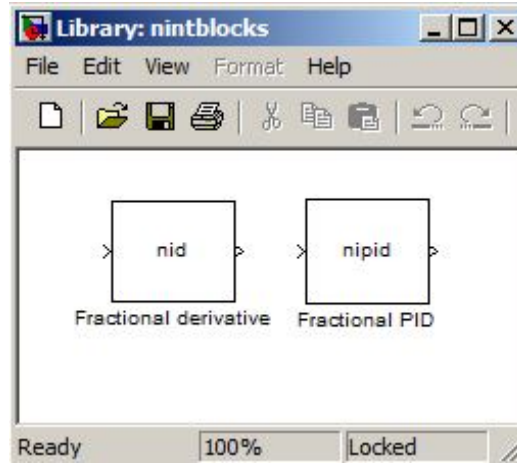 Library: nintblocks
File Edit View Format Help
nid nipid
Fractional derivative Fractional PID
Ready 100% Locked